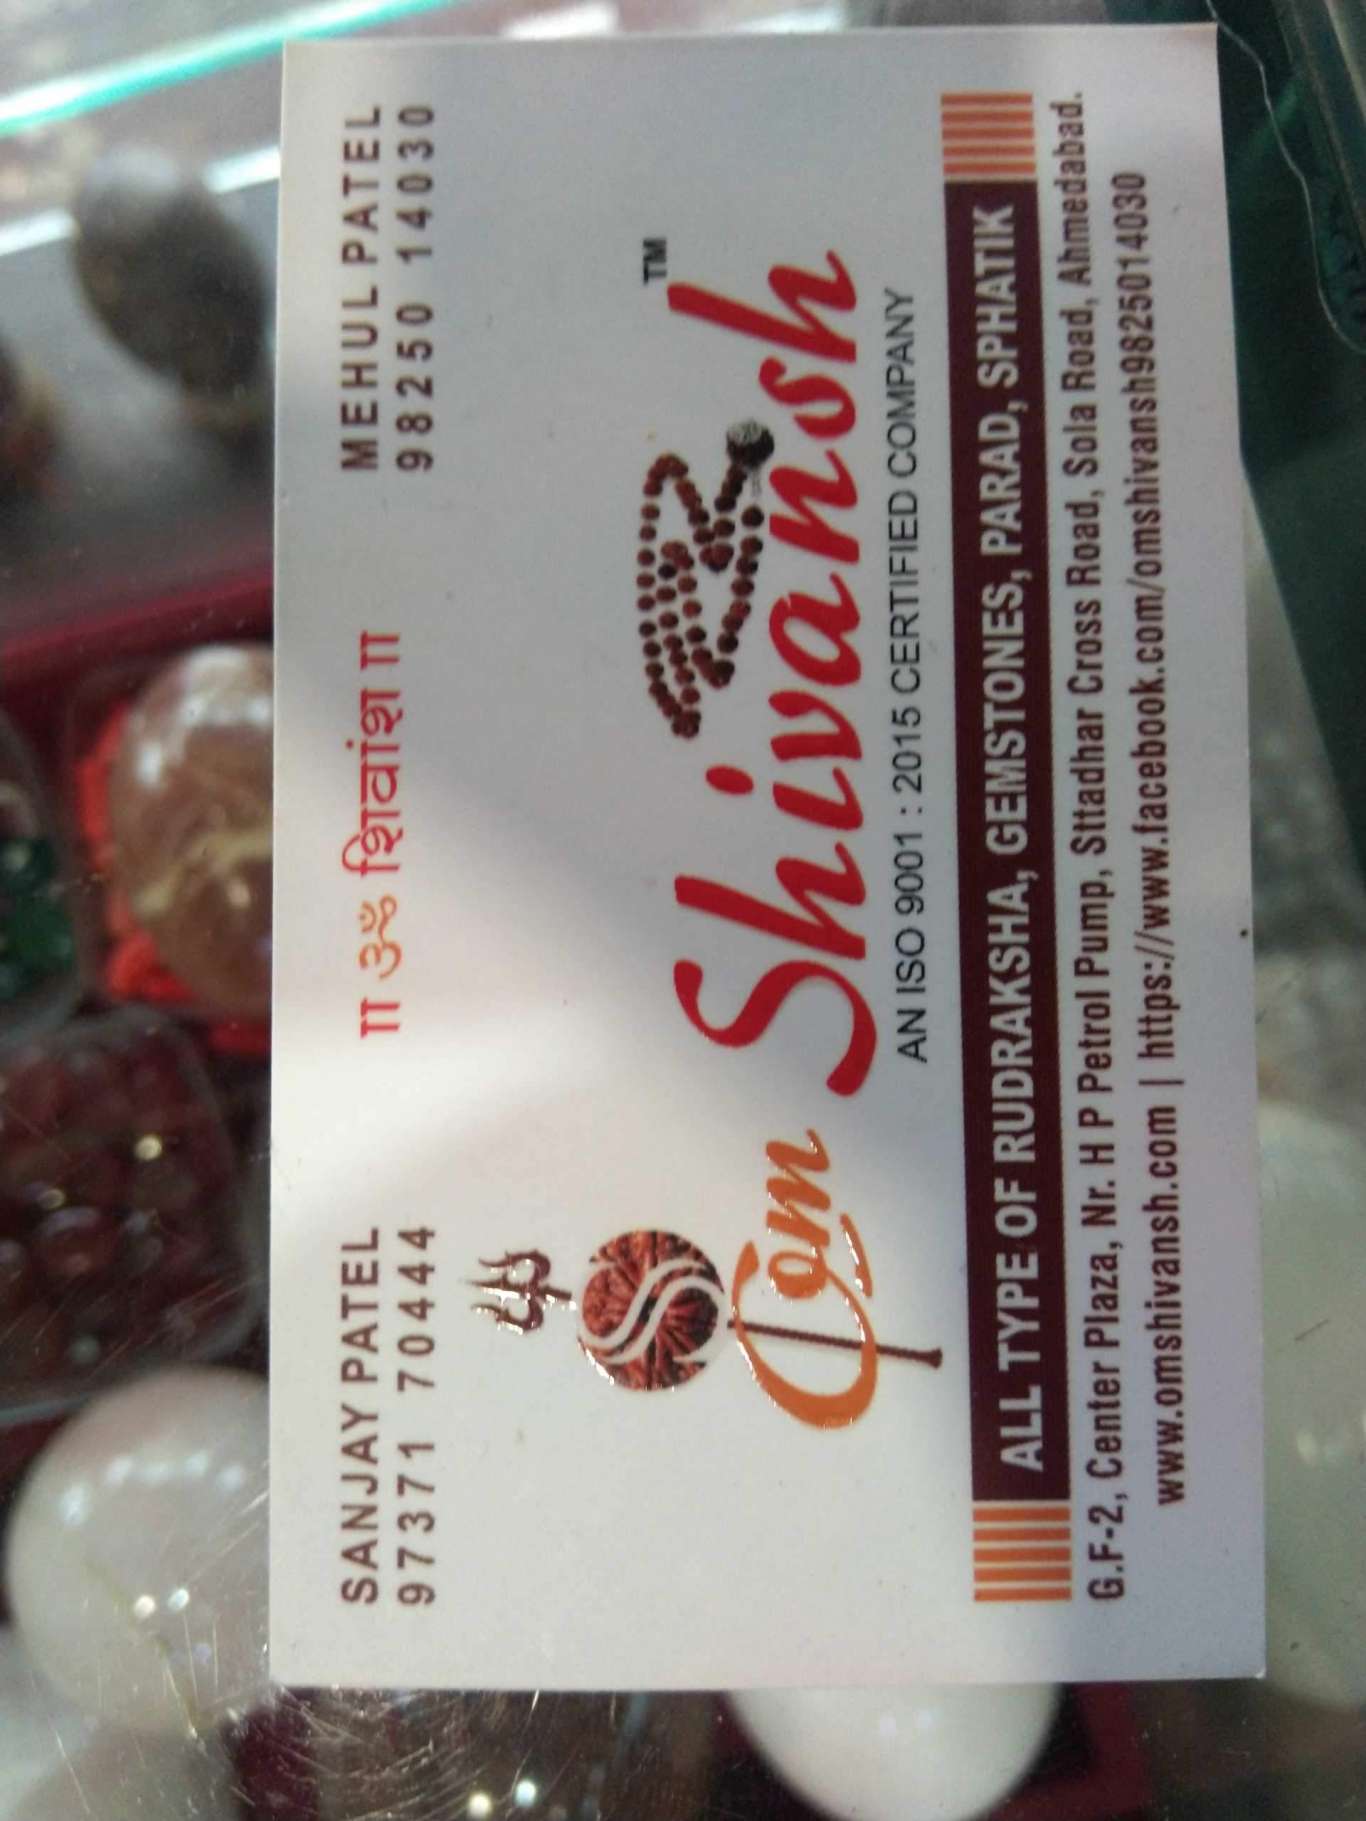 SANJAY PATEL
97371 70444
॥ ॐ शिवांश ॥
MEHUL PATEL
98250 14030
Om Shivansh™
AN ISO 9001 : 2015 CERTIFIED COMPANY
ALL TYPE OF RUDRAKSHA, GEMSTONES, PARAD, SPHATIK
G.F-2, Center Plaza, Nr. H P Petrol Pump, Sttadhar Cross Road, Sola Road, Ahmedabad.
www.omshivansh.com | https://www.facebook.com/omshivansh9825014030